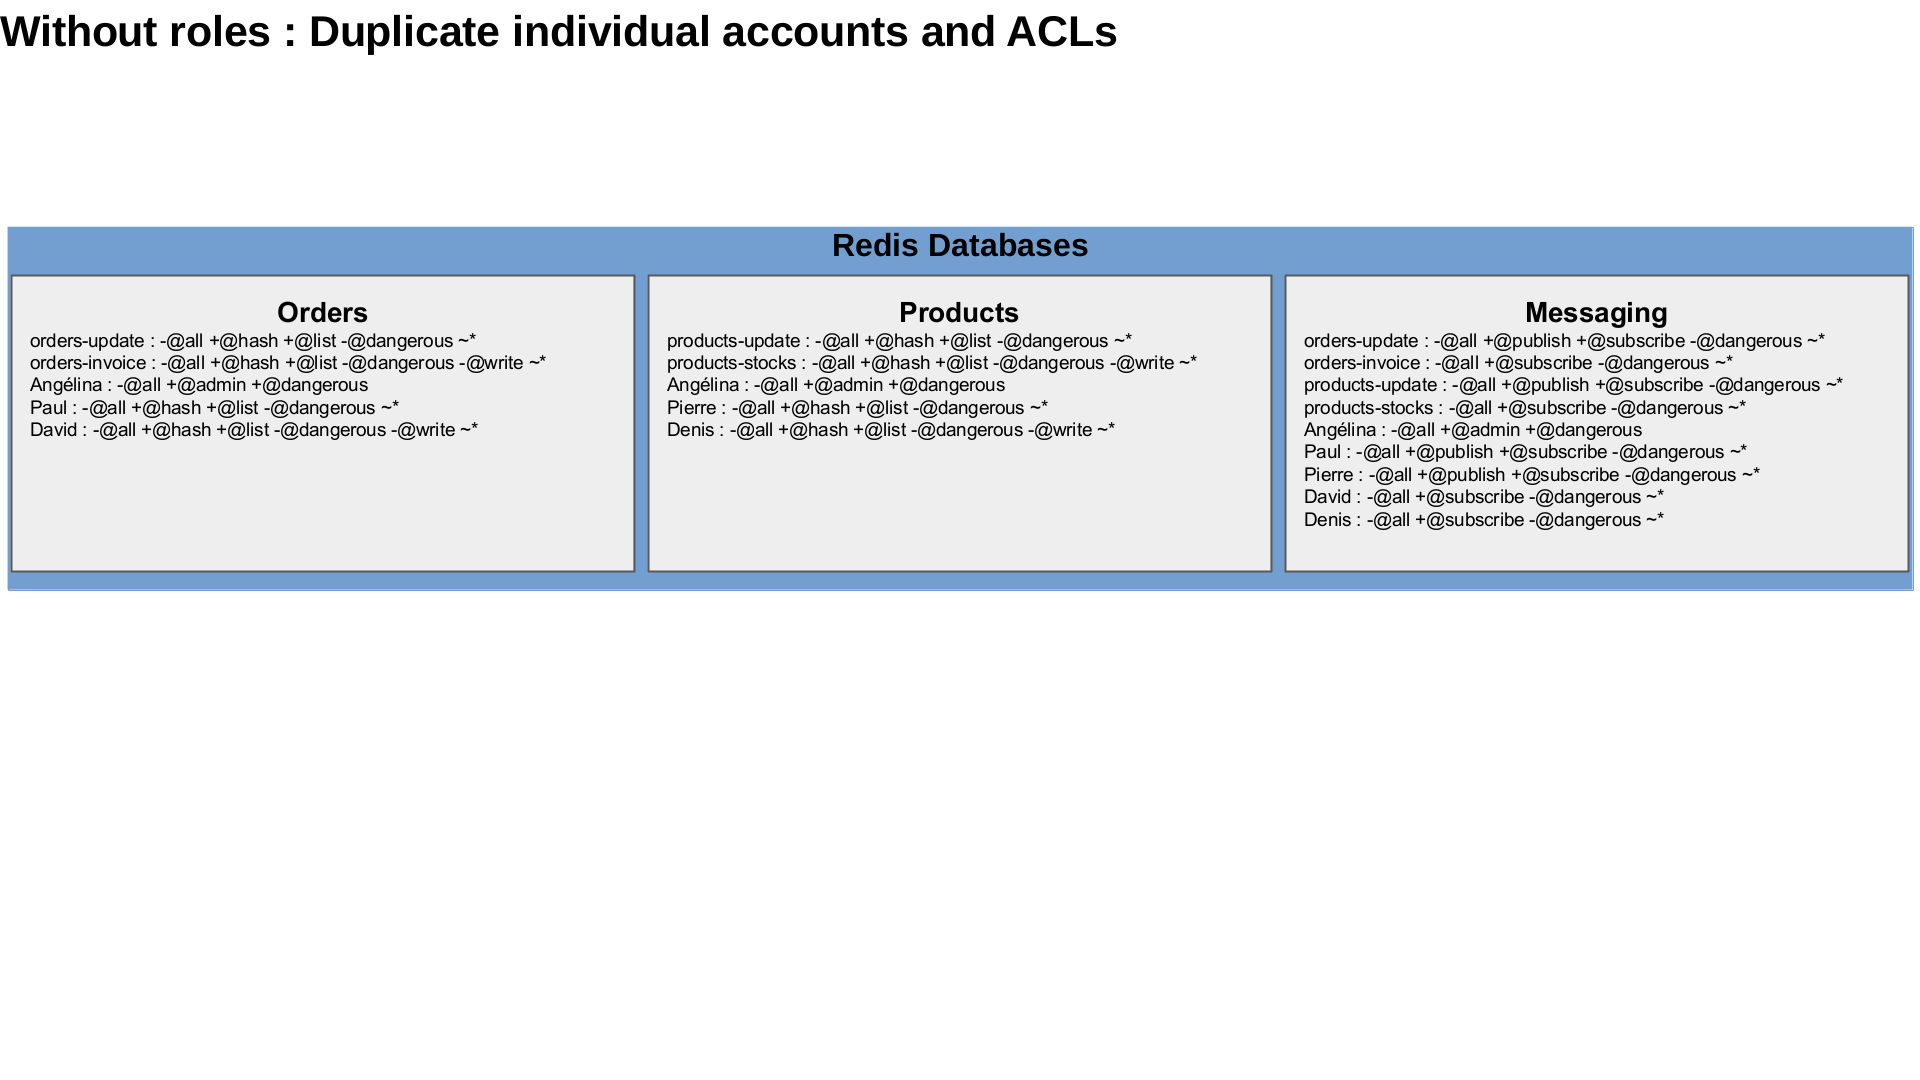 Without roles : Duplicate individual accounts and ACLs
Redis Databases
Orders
orders-update : -@all +@hash +@list -@dangerous ~*
orders-invoice : -@all +@hash +@list -@dangerous -@write ~*
Angélina : -@all +@admin +@dangerous
Paul : -@all +@hash +@list -@dangerous ~*
David : -@all +@hash +@list -@dangerous -@write ~*
Products
products-update : -@all +@hash +@list -@dangerous ~*
products-stocks : -@all +@hash +@list -@dangerous -@write ~*
Angélina : -@all +@admin +@dangerous
Pierre : -@all +@hash +@list -@dangerous ~*
Denis : -@all +@hash +@list -@dangerous -@write ~*
Messaging
orders-update : -@all +@publish +@subscribe -@dangerous ~*
orders-invoice : -@all +@subscribe -@dangerous ~*
products-update : -@all +@publish +@subscribe -@dangerous ~*
products-stocks : -@all +@subscribe -@dangerous ~*
Angélina : -@all +@admin +@dangerous
Paul : -@all +@publish +@subscribe -@dangerous ~*
Pierre : -@all +@publish +@subscribe -@dangerous ~*
David : -@all +@subscribe -@dangerous ~*
Denis : -@all +@subscribe -@dangerous ~*